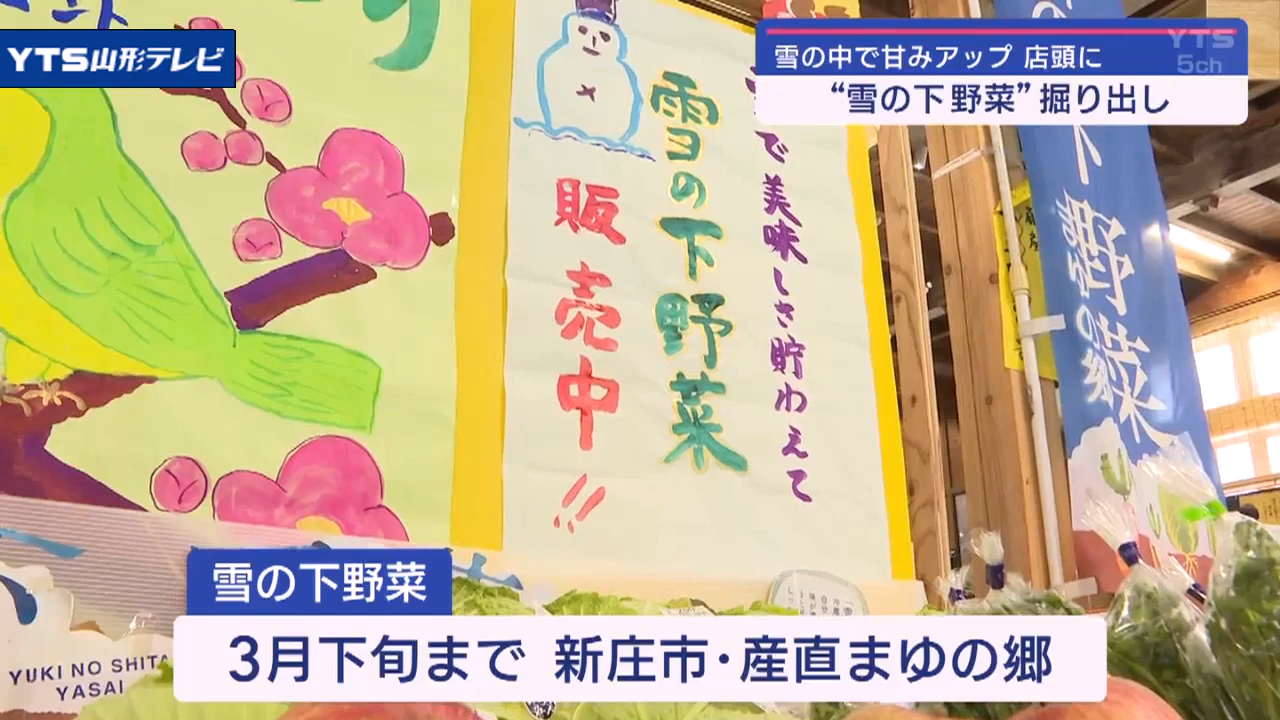 YTS山形テレビ
YTS
5ch
雪の中で甘みアップ 店頭に
“雪の下野菜”掘り出し
で美味しさ貯わえて
雪の下野菜
販売中!!
下野菜
の郷
YUKI NO SHITA
YASAI
雪の下野菜
3月下旬まで 新庄市・産直まゆの郷